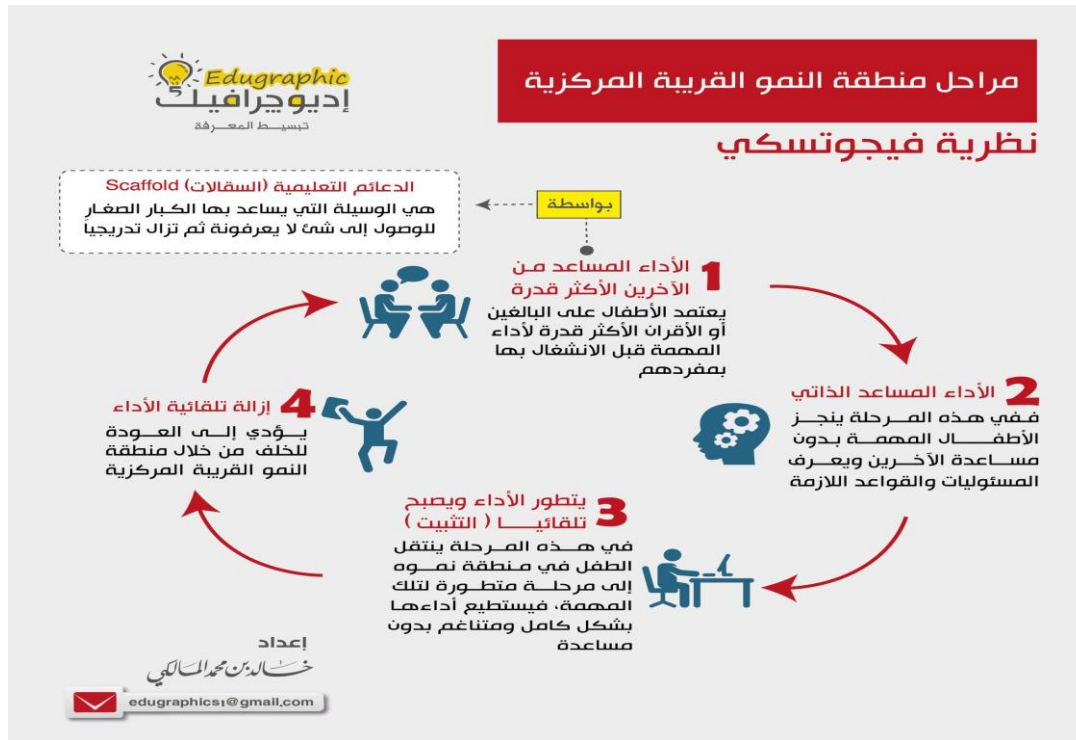 مراحل منطقة النمو القريبة المركزية
نظرية فيجوتسكي
Edugraphic
إديوجرافيك
تبسيط المعرفة
بواسطة
الدعائم التعليمية (السقالات) Scaffold
هي الوسيلة التي يساعد بها الكبار الصغار
للوصول إلى شئ لا يعرفونة ثم تزال تدريجياً
1 الأداء المساعد من
الآخرين الأكثر قدرة
يعتمد الأطفال على البالغين
أو الأقران الأكثر قدرة لأداء
المهمة قبل الانشغال بها
بمفردهم
2 الأداء المساعد الذاتي
ففي هذه المرحلة ينجز
الأطفال المهمة بدون
مساعدة الآخرين ويعرف
المسئوليات والقواعد اللازمة
3 يتطور الأداء ويصبح
تلقائيا ( التثبيت )
في هذه المرحلة ينتقل
الطفل في منطقة نموه
إلى مرحلة متطورة لتلك
المهمة، فيستطيع أداءها
بشكل كامل ومتناغم بدون
مساعدة
4 إزالة تلقائية الأداء
يؤدي إلى العودة
للخلف من خلال منطقة
النمو القريبة المركزية
إعداد
خالد بن محمد المالكي
edugraphics1@gmail.com